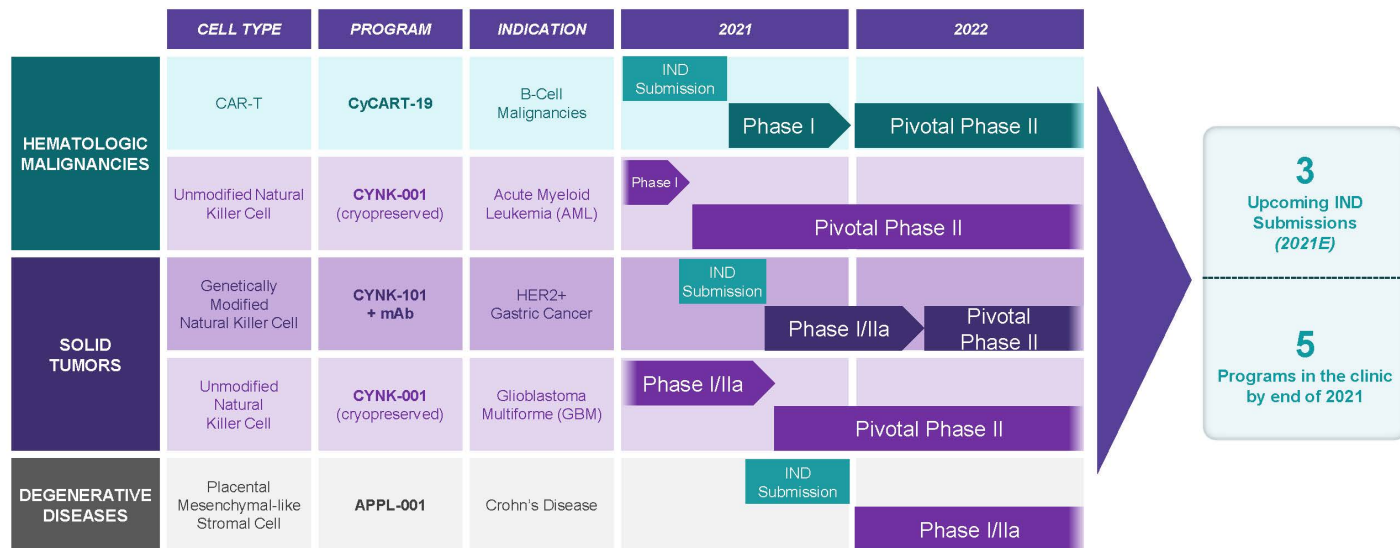 CELL TYPE
PROGRAM
INDICATION
2021
2022
HEMATOLOGIC
MALIGNANCIES
CAR-T
CyCART-19
B-Cell
Malignancies
IND
Submission
Phase I
Pivotal Phase II
Unmodified Natural
Killer Cell
CYNK-001
(cryopreserved)
Acute Myeloid
Leukemia (AML)
Phase I
Pivotal Phase II
SOLID
TUMORS
Genetically
Modified
Natural Killer Cell
CYNK-101
+ mAb
HER2+
Gastric Cancer
IND
Submission
Phase I/IIa
Pivotal
Phase II
Unmodified
Natural
Killer Cell
CYNK-001
(cryopreserved)
Glioblastoma
Multiforme (GBM)
Phase I/IIa
Pivotal Phase II
DEGENERATIVE
DISEASES
Placental
Mesenchymal-like
Stromal Cell
APPL-001
Crohn’s Disease
IND
Submission
Phase I/IIa
3
Upcoming IND
Submissions
(2021E)
5
Programs in the clinic
by end of 2021